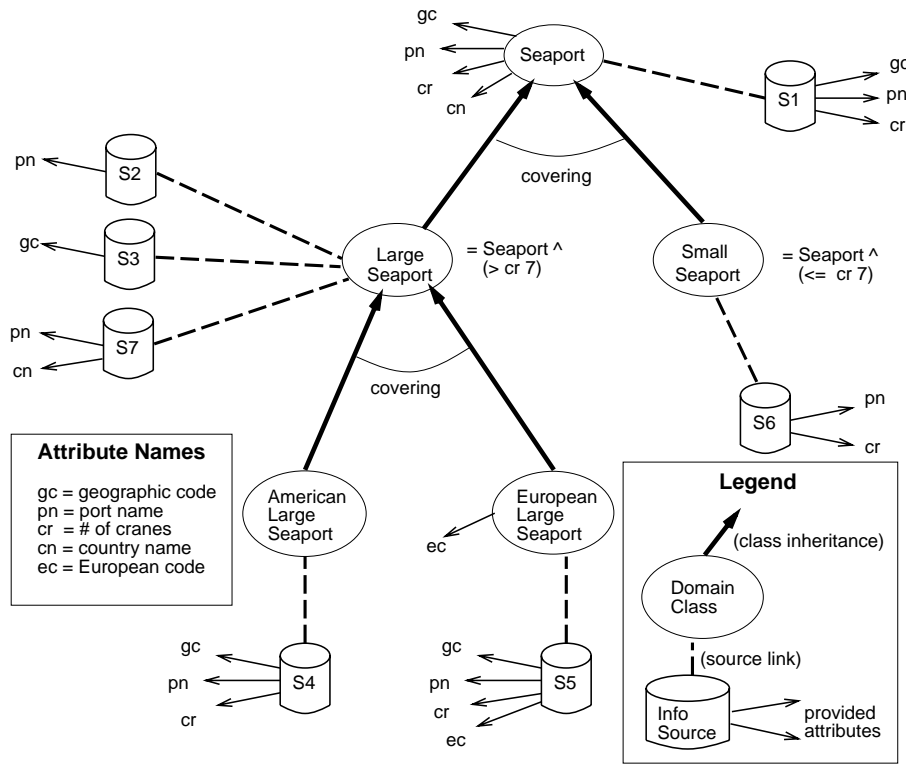 gc
pn
cr
cn
Seaport
S1
gc
pn
cr
covering
pn
S2
gc
S3
pn
cn
S7
Large
Seaport
= Seaport ^
(> cr 7)
Small
Seaport
= Seaport ^
(<= cr 7)
covering
S6
pn
cr
Attribute Names
gc = geographic code
pn = port name
cr = # of cranes
cn = country name
ec = European code
American
Large
Seaport
European
Large
Seaport
ec
gc
pn
cr
S4
gc
pn
cr
ec
S5
Legend
(class inheritance)
Domain
Class
(source link)
Info
Source
provided
attributes